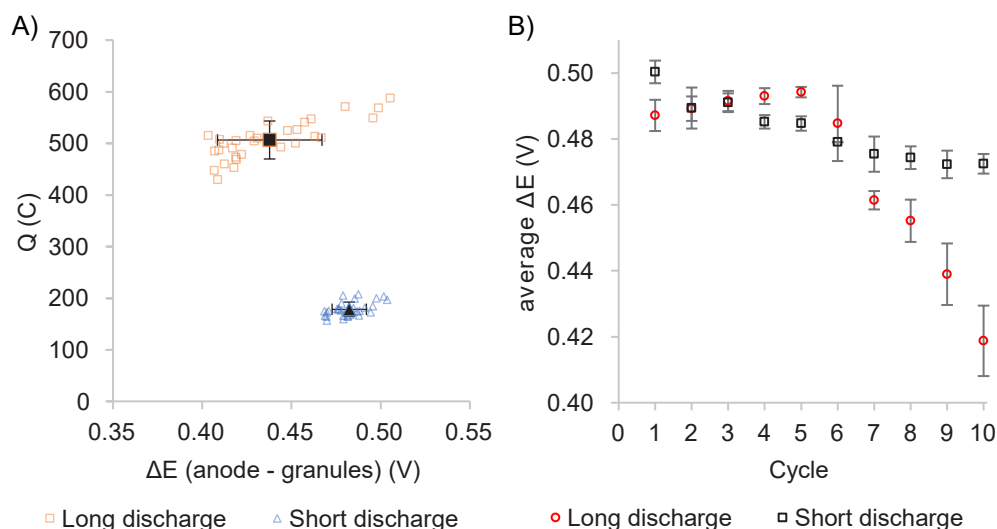 A)
700
600
500
400
300
200
100
0
Q (C)
0.35
0.40
0.45
0.50
0.55
ΔE (anode - granules) (V)
□ Long discharge
△ Short discharge
B)
0.50
0.48
0.46
0.44
0.42
0.40
average ΔE (V)
0 1 2 3 4 5 6 7 8 9 10
Cycle
○ Long discharge
□ Short discharge